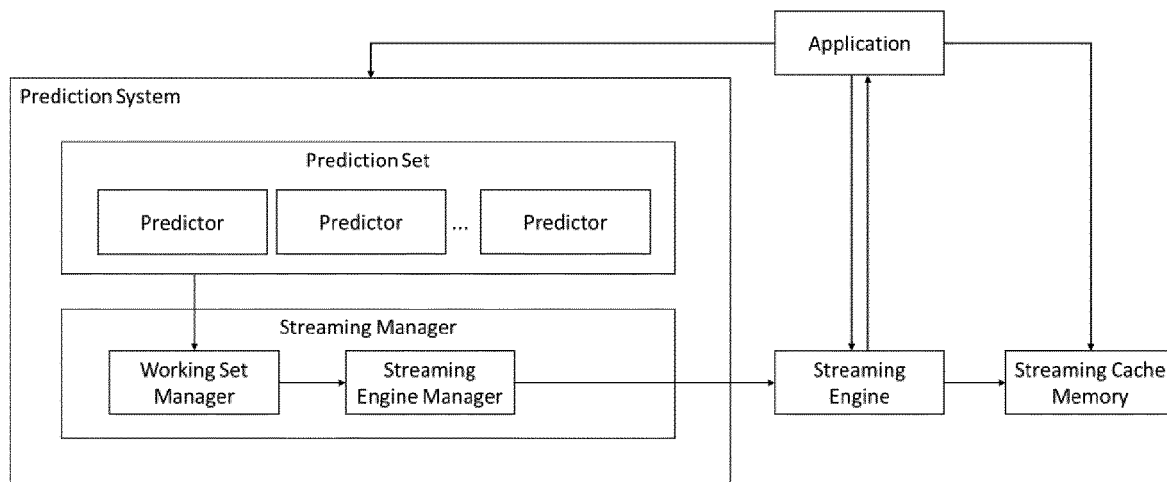 Application
Prediction System
Prediction Set
Predictor
Predictor
...
Predictor
Streaming Manager
Working Set
Manager
Streaming
Engine Manager
Streaming
Engine
Streaming Cache
Memory